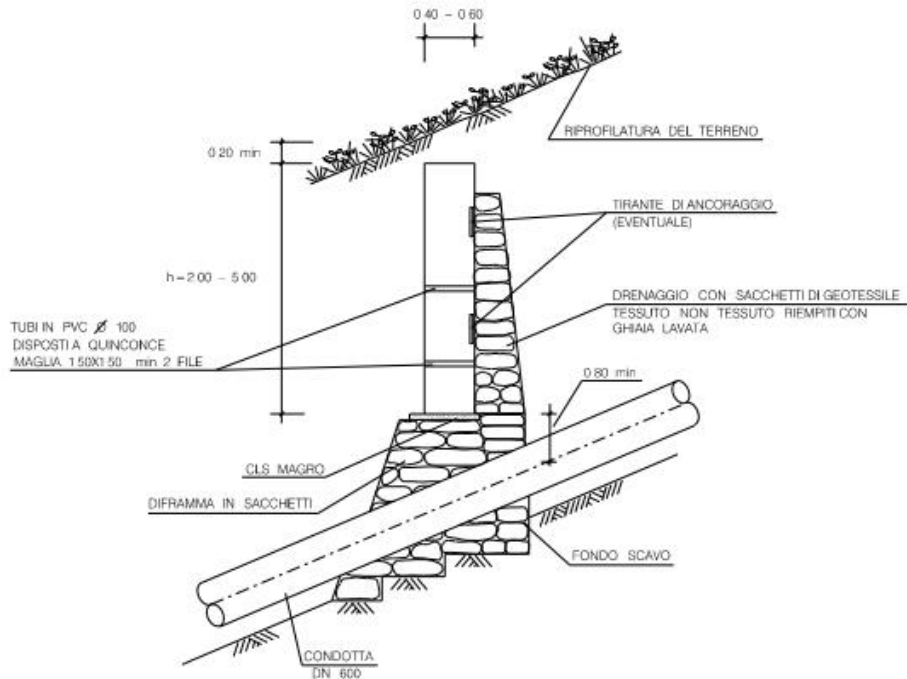 0 40 - 0 60
RIPROFILATURA DEL TERRENO
0 20 min
TIRANTE DI ANCORAGGIO
(EVENTUALE)
h=2 00 - 5 00
DRENAGGIO CON SACCHETTI DI GEOTESSILE
TESSUTO NON TESSUTO RIEMPITI CON
GHIAIA LAVATA
TUBI IN PVC Ø 100
DISPOSTI A QUINCONCE
MAGLIA 1 50X1 50 min 2 FILE
0 80 min
CLS MAGRO
DIFRAMMA IN SACCHETTI
FONDO SCAVO
CONDOTTA
DN 600